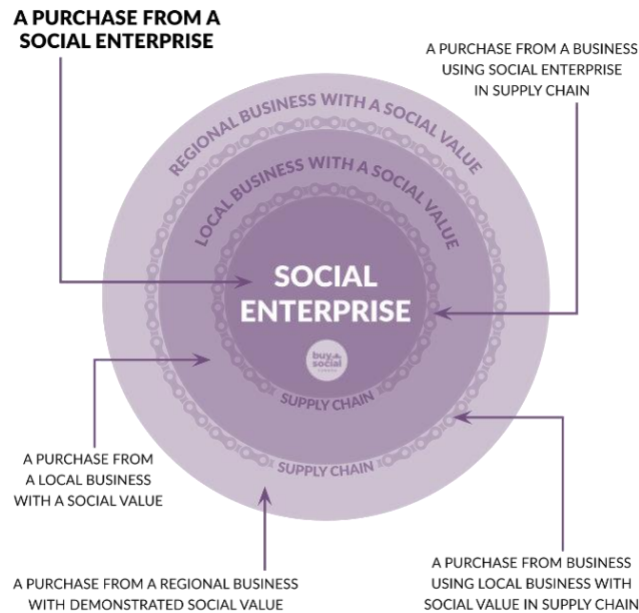 A PURCHASE FROM A
SOCIAL ENTERPRISE
A PURCHASE FROM A BUSINESS
USING SOCIAL ENTERPRISE
IN SUPPLY CHAIN
REGIONAL BUSINESS WITH A SOCIAL VALUE
LOCAL BUSINESS WITH A SOCIAL VALUE
SOCIAL
ENTERPRISE
buy
social
SUPPLY CHAIN
SUPPLY CHAIN
A PURCHASE FROM
A LOCAL BUSINESS
WITH A SOCIAL VALUE
A PURCHASE FROM A REGIONAL BUSINESS
WITH DEMONSTRATED SOCIAL VALUE
A PURCHASE FROM BUSINESS
USING LOCAL BUSINESS WITH
SOCIAL VALUE IN SUPPLY CHAIN